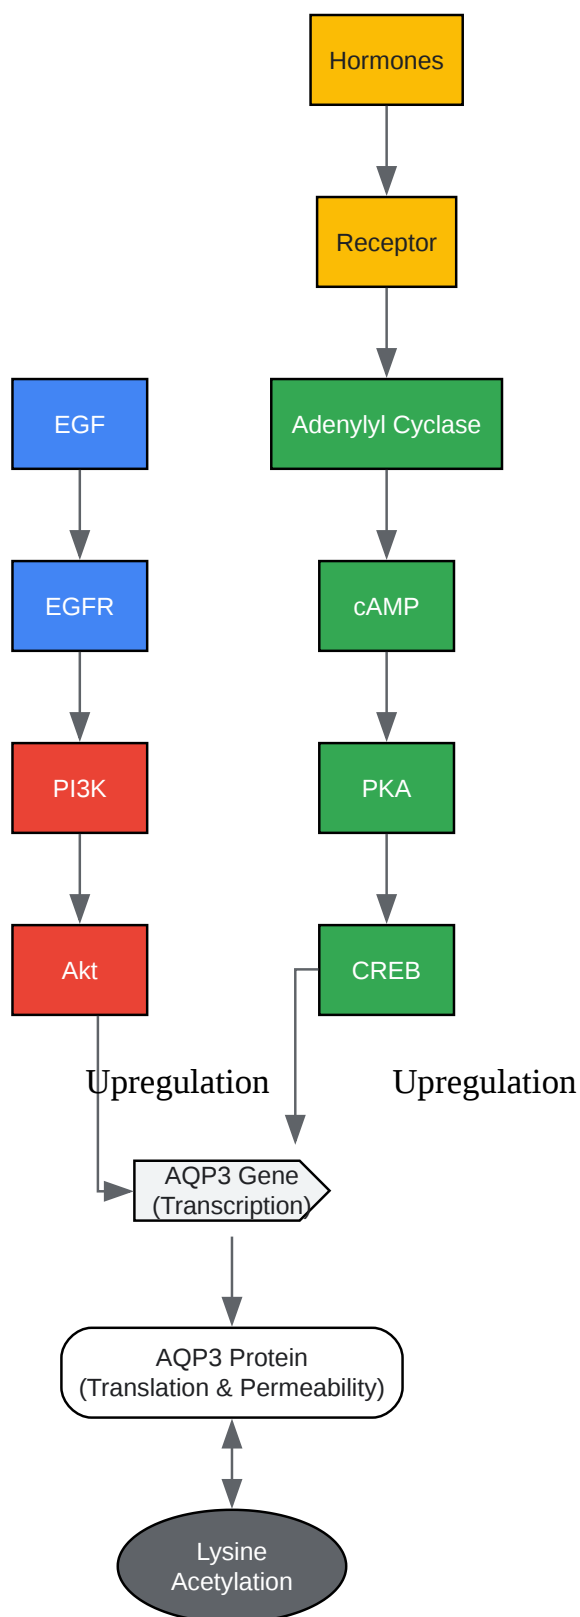 Hormones
Receptor
EGF
Adenylyl Cyclase
EGFR
cAMP
PI3K
PKA
Akt
CREB
Upregulation
Upregulation
AQP3 Gene
(Transcription)
AQP3 Protein
(Translation & Permeability)
Lysine
Acetylation